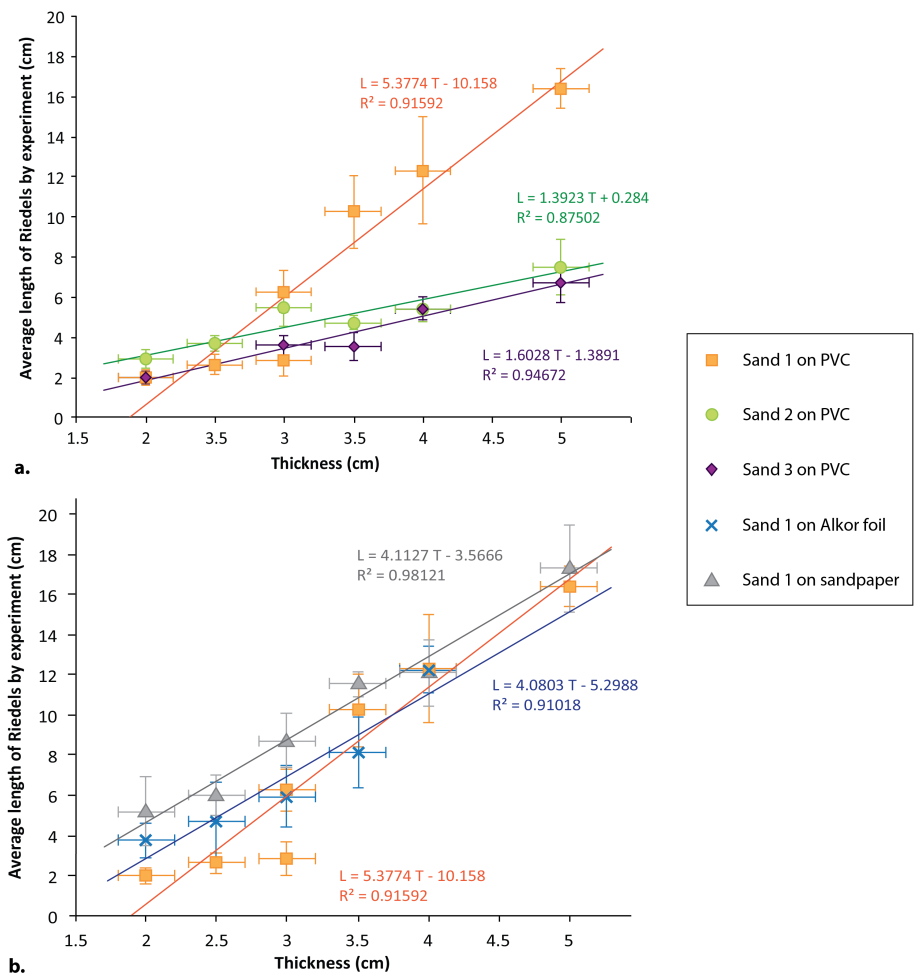 20
18
16
14
12
10
8
6
4
2
0
Average length of Riedels by experiment (cm)
L = 5.3774 T - 10.158
R² = 0.91592
L = 1.3923 T + 0.284
R² = 0.87502
L = 1.6028 T - 1.3891
R² = 0.94672
1.5 2 2.5 3 3.5 4 4.5 5
Thickness (cm)
a.
Sand 1 on PVC
Sand 2 on PVC
Sand 3 on PVC
Sand 1 on Alkor foil
Sand 1 on sandpaper
20
18
16
14
12
10
8
6
4
2
0
Average length of Riedels by experiment (cm)
L = 4.1127 T - 3.5666
R² = 0.98121
L = 4.0803 T - 5.2988
R² = 0.91018
L = 5.3774 T - 10.158
R² = 0.91592
1.5 2 2.5 3 3.5 4 4.5 5
Thickness (cm)
b.